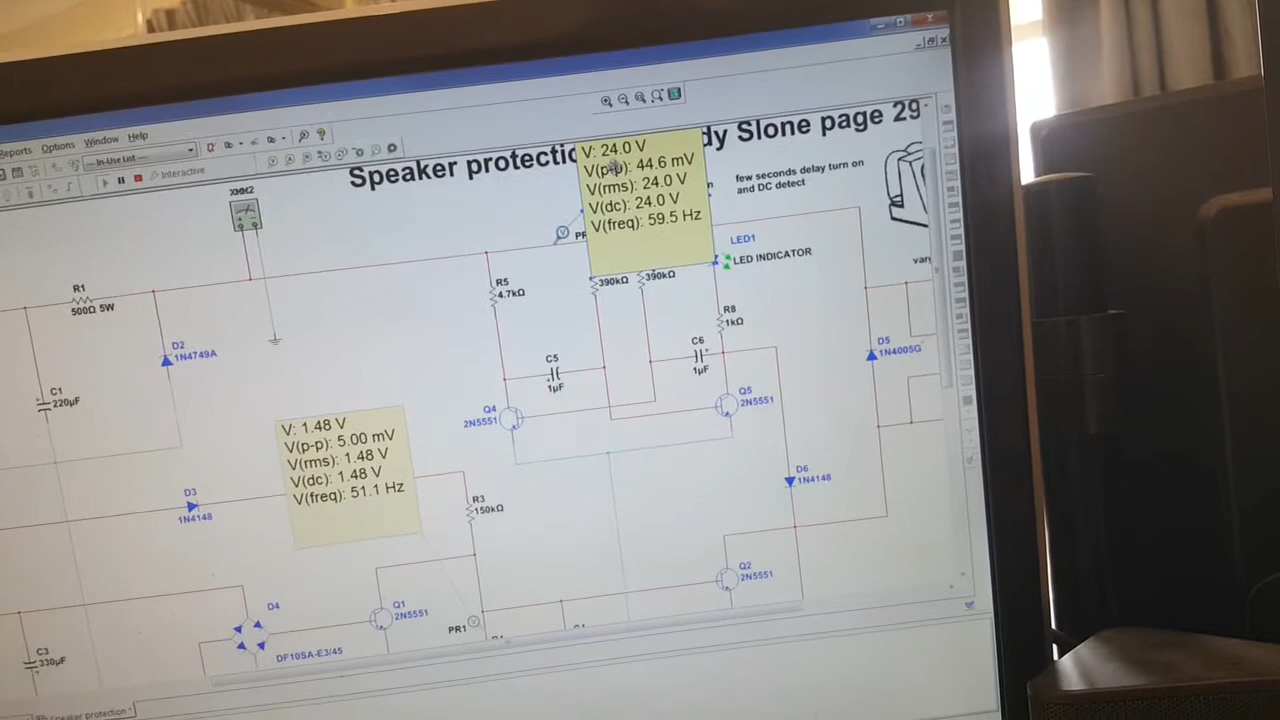 Reports Options Window Help
--- In-Use List ---
Interactive
Speaker protectio
dy Slone page 29
few seconds delay turn on
and DC detect
XMM2
V: 24.0 V
V(p-p): 44.6 mV
V(rms): 24.0 V
V(dc): 24.0 V
V(freq): 59.5 Hz
LED1
LED INDICATOR
R1
500Ω 5W
R5
4.7kΩ
390kΩ
390kΩ
R8
1kΩ
D2
1N4749A
C1
220µF
C5
1µF
C6
1µF
D5
1N4005G
Q4
2N5551
Q5
2N5551
V: 1.48 V
V(p-p): 5.00 mV
V(rms): 1.48 V
V(dc): 1.48 V
V(freq): 51.1 Hz
D3
1N4148
R3
150kΩ
D6
1N4148
Q2
2N5551
D4
DF10SA-E3/45
Q1
2N5551
PR1
C3
330µF
speaker protection *